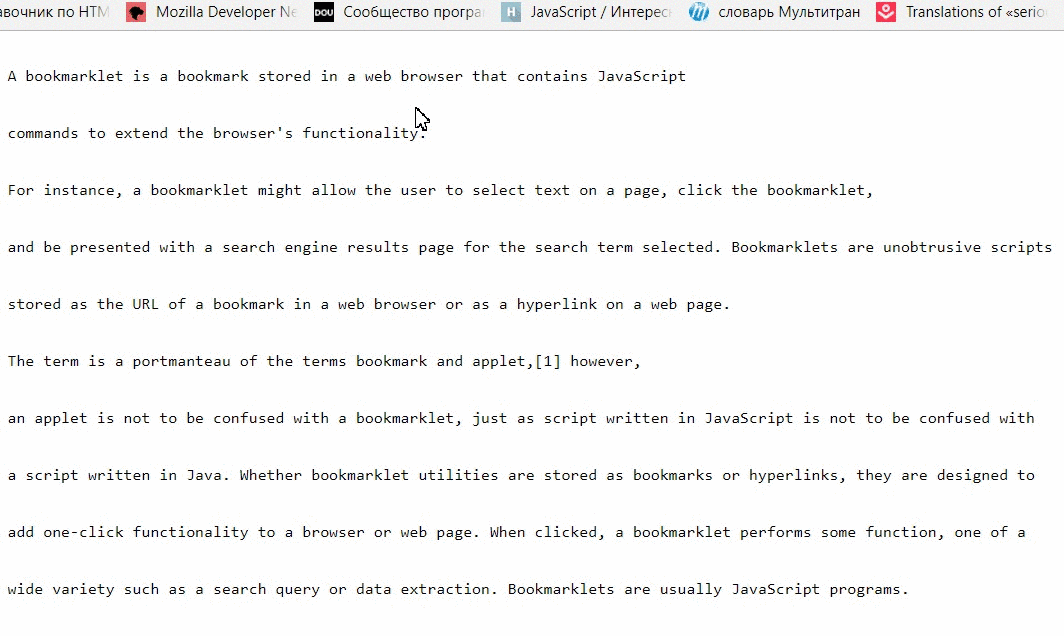 авочник по HTM Mozilla Developer Ne DOU Сообщество програ H JavaScript / Интерес словарь Мультитран Translations of «serio
A bookmarklet is a bookmark stored in a web browser that contains JavaScript
commands to extend the browser's functionality.
For instance, a bookmarklet might allow the user to select text on a page, click the bookmarklet,
and be presented with a search engine results page for the search term selected. Bookmarklets are unobtrusive scripts
stored as the URL of a bookmark in a web browser or as a hyperlink on a web page.
The term is a portmanteau of the terms bookmark and applet,[1] however,
an applet is not to be confused with a bookmarklet, just as script written in JavaScript is not to be confused with
a script written in Java. Whether bookmarklet utilities are stored as bookmarks or hyperlinks, they are designed to
add one-click functionality to a browser or web page. When clicked, a bookmarklet performs some function, one of a
wide variety such as a search query or data extraction. Bookmarklets are usually JavaScript programs.